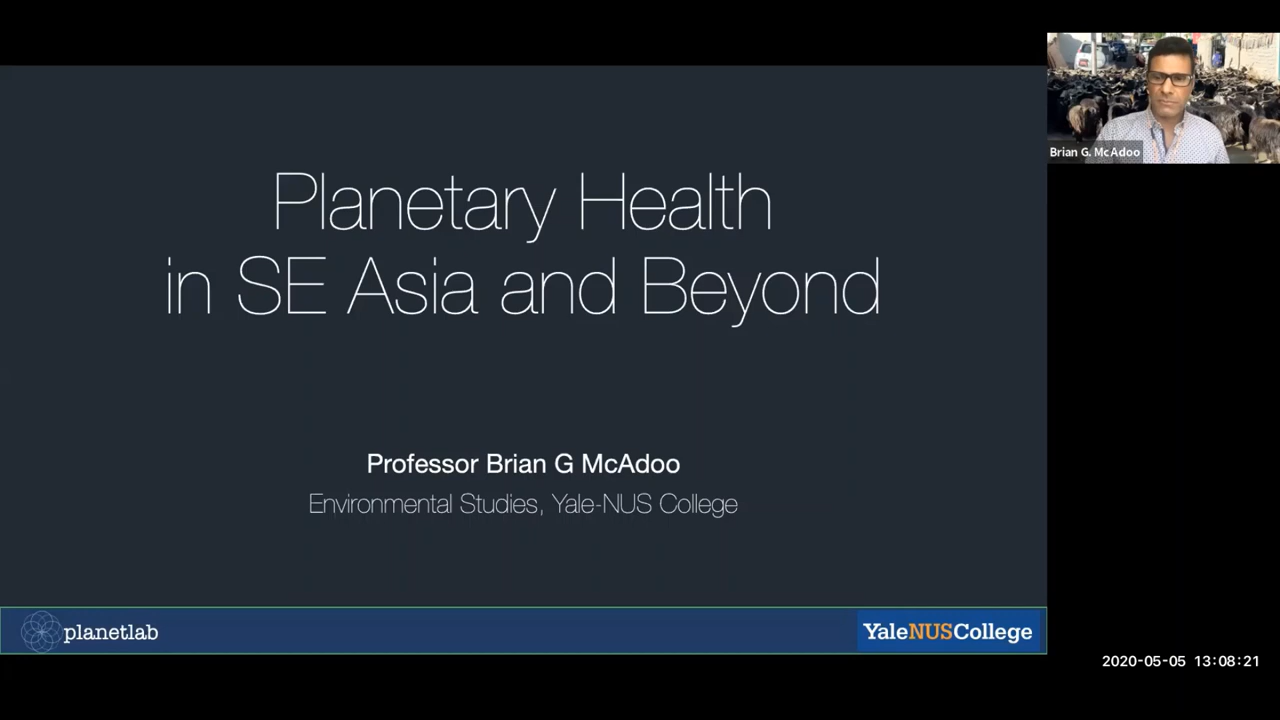 Planetary Health
in SE Asia and Beyond
Professor Brian G McAdoo
Environmental Studies, Yale-NUS College
planetlab
YaleNUSCollege
Brian G. McAdoo
2020-05-05 13:08:21